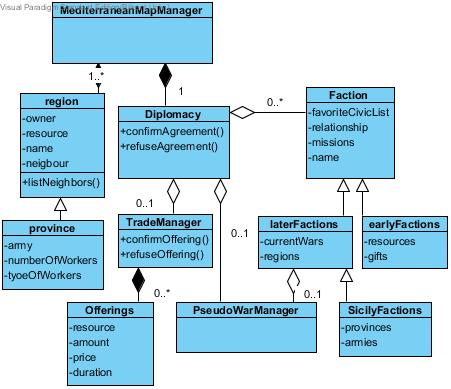 Visual Paradigm
MediterraneanMapManager
1..*
1
region
-owner
-resource
-name
-neigbour
+listNeighbors()
Diplomacy
+confirmAgreement()
+refuseAgreement()
0..*
Faction
-favoriteCivicList
-relationship
-missions
-name
province
-army
-numberOfWorkers
-tyoeOfWorkers
0..1
TradeManager
+confirmOffering()
+refuseOffering()
0..1
laterFactions
-currentWars
-regions
earlyFactions
-resources
-gifts
0..*
0..1
Offerings
-resource
-amount
-price
-duration
PseudoWarManager
SicilyFactions
-provinces
-armies